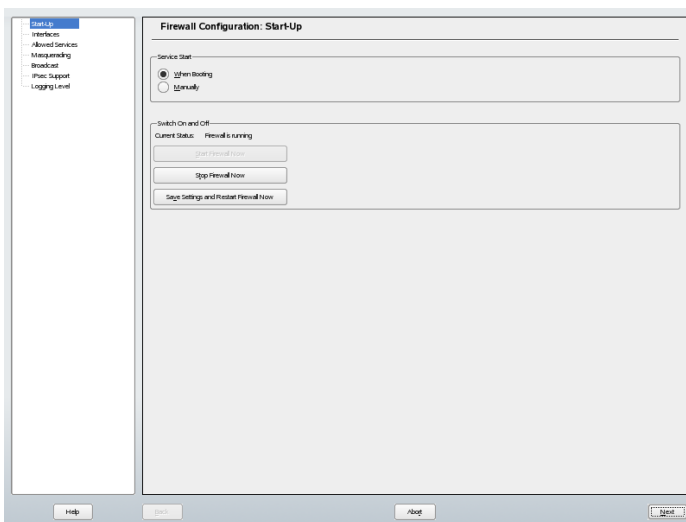 Start-Up
Interfaces
Allowed Services
Masquerading
Broadcast
IPsec Support
Logging Level
Firewall Configuration: Start-Up
Service Start
When Booting
Manually
Switch On and Off
Current Status: Firewall is running
Start Firewall Now
Stop Firewall Now
Save Settings and Restart Firewall Now
Help
Back
Abort
Next